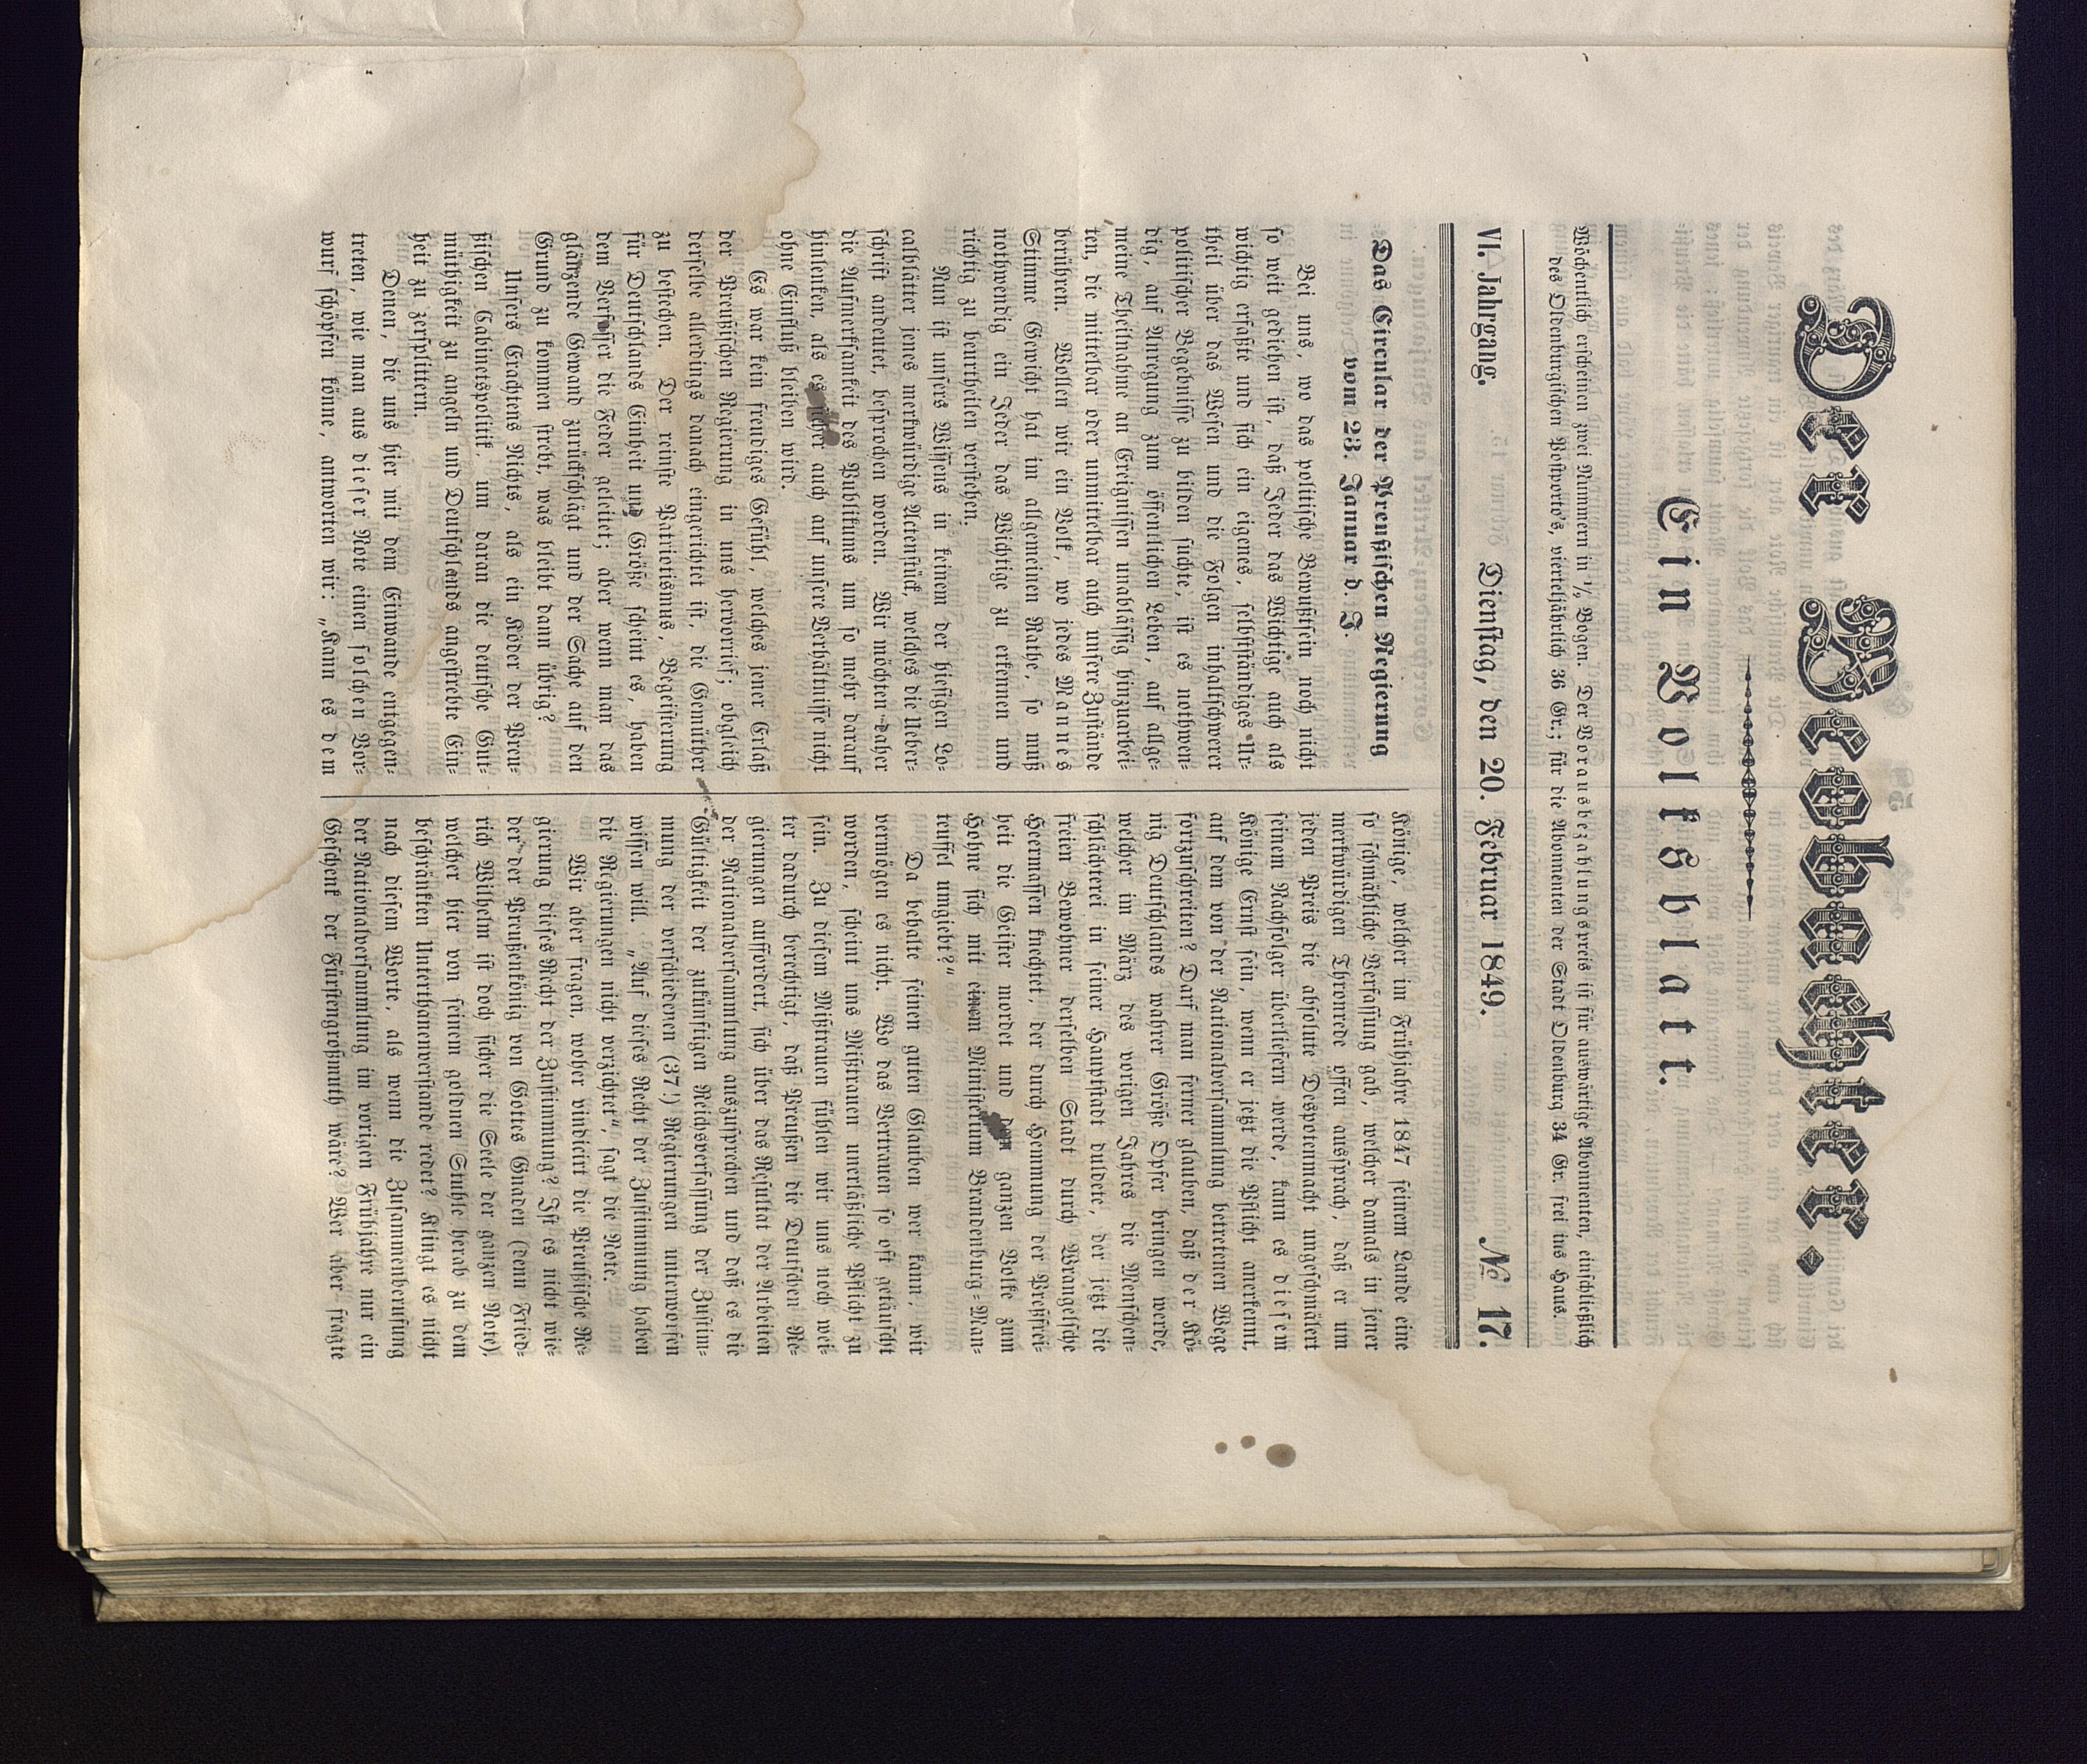 Der Beobachter.
Ein Volksblatt.
Wöchentlich erscheinen zwei Nummern in ½ Bogen. Der Vorausbezahlungspreis ist für auswärtige Abonnenten, einschließlich
des Oldenburgischen Postporto's, vierteljährlich 36 Gr.; für die Abonnenten der Stadt Oldenburg 34 Gr. frei ins Haus.
VI. Jahrgang. Dienstag, den 20. Februar 1849. № 17.
Das Circular der Preußischen Regierung
vom 23. Januar d. J.
Bei uns, wo das politische Bewußtsein noch nicht
so weit gediehen ist, daß Jeder das Wichtige auch als
wichtig erfaßte und sich ein eigenes, selbstständiges Ur-
theil über das Wesen und die Folgen inhaltschwerer
politischer Begebnisse zu bilden suchte, ist es nothwen-
dig, auf Anregung zum öffentlichen Leben, auf allge-
meine Theilnahme an Ereignissen unablässig hinzuarbei-
ten, die mittelbar oder unmittelbar auch unsere Zustände
berühren. Wollen wir ein Volk, wo jedes Mannes
Stimme Gewicht hat im allgemeinen Rathe, so muß
nothwendig ein Jeder das Wichtige zu erkennen und
richtig zu beurtheilen verstehen.
Nun ist unsers Wissens in keinem der hiesigen Lo-
calblätter jenes merkwürdige Actenstück, welches die Ueber-
schrift andeutet, besprochen worden. Wir möchten daher
die Aufmerksamkeit des Publikums um so mehr darauf
hinlenken, als es sicher auch auf unsere Verhältnisse nicht
ohne Einfluß bleiben wird.
Es war kein freudiges Gefühl, welches jener Erlaß
der Preußischen Regierung in uns hervorrief; obgleich
derselbe allerdings danach eingerichtet ist, die Gemüther
zu bestechen. Der reinste Patriotismus, Begeisterung
für Deutschlands Einheit und Größe scheint es, haben
dem Verfasser die Feder geleitet; aber wenn man das
glänzende Gewand zurückschlägt und der Sache auf den
Grund zu kommen strebt, was bleibt dann übrig?
Unsers Erachtens Nichts, als ein Köder der Preu-
ßischen Cabinetspolitik, um daran die deutsche Gut-
müthigkeit zu angeln und Deutschlands angestrebte Ein-
heit zu zersplittern.
Denen, die uns hier mit dem Einwande entgegen-
treten, wie man aus dieser Note einen solchen Vor-
wurf schöpfen könne, antworten wir: „Kann es dem
Könige, welcher im Frühjahre 1847 seinem Lande eine
so schmähliche Verfassung gab, welcher damals in jener
merkwürdigen Thronrede offen aussprach, daß er um
jeden Preis die absolute Despotenmacht ungeschmälert
seinem Nachfolger überliefern werde, kann es diesem
Könige Ernst sein, wenn er jetzt die Pflicht anerkennt,
auf dem von der Nationalversammlung betretenen Wege
fortzuschreiten? Darf man ferner glauben, daß der Kö-
nig Deutschlands wahrer Größe Opfer bringen werde,
welcher im März des vorigen Jahres die Menschen-
schlächterei in seiner Hauptstadt duldete, der jetzt die
freien Bewohner derselben Stadt durch Wrangelsche
Heermassen knechtet, der durch Hemmung der Preßfrei-
heit die Geister mordet und dem ganzen Volke zum
Hohne sich mit einem Ministerium Brandenburg-Man-
teuffel umgiebt?“
Da behalte seinen guten Glauben wer kann, wir
vermögen es nicht. Wo das Vertrauen so oft getäuscht
worden, scheint uns Mißtrauen unerläßliche Pflicht zu
sein. Zu diesem Mißtrauen fühlen wir uns noch wei-
ter dadurch berechtigt, daß Preußen die Deutschen Re-
gierungen auffordert, sich über das Resultat der Arbeiten
der Nationalversammlung auszusprechen und daß es die
Gültigkeit der zukünftigen Reichsverfassung der Zustim-
mung der verschiedenen (37!) Regierungen unterworfen
wissen will. „Auf dieses Recht der Zustimmung haben
die Regierungen nicht verzichtet“, sagt die Note.
Wir aber fragen, woher vindicirt die Preußische Re-
gierung dieses Recht der Zustimmung? Ist es nicht wie-
der der Preußenkönig von Gottes Gnaden (denn Fried-
rich Wilhelm ist doch sicher die Seele der ganzen Note),
welcher hier von seinem goldnen Stuhle herab zu dem
beschränkten Unterthanenverstande redet? Klingt es nicht
nach diesem Worte, als wenn die Zusammenberufung
der Nationalversammlung im vorigen Frühjahre nur ein
Geschenk der Fürstengroßmuth wäre? Wer aber fragte